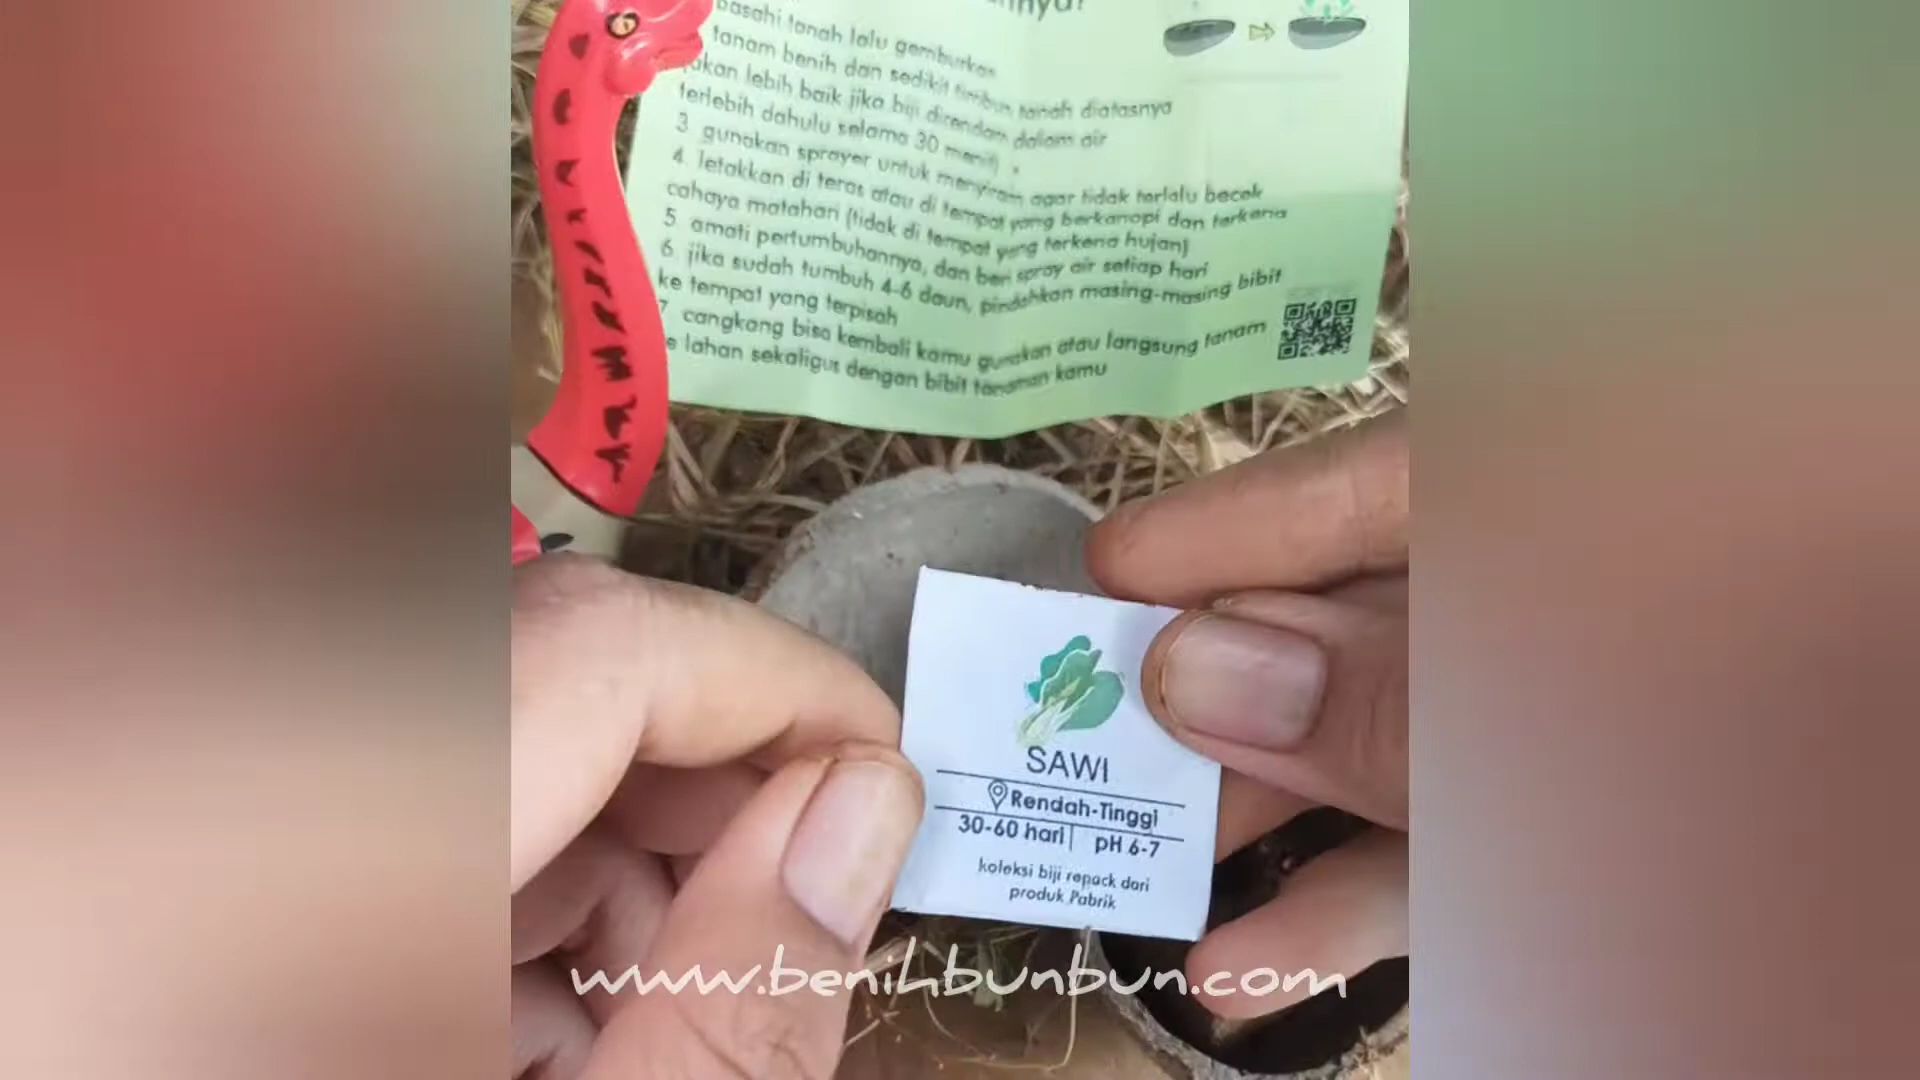 basahi tanah lalu gemburkan
tanam benih dan sedikit timbun tanah diatasnya
akan lebih baik jika biji direndam dalam air
terlebih dahulu selama 30 menit)
3. gunakan sprayer untuk menyiram agar tidak terlalu becek
4. letakkan di teras atau di tempat yang berkanopi dan terkena
cahaya matahari (tidak di tempat yang terkena hujan)
5. amati pertumbuhannya, dan beri spray air setiap hari
6. jika sudah tumbuh 4-6 daun, pindahkan masing-masing bibit
ke tempat yang terpisah
7. cangkang bisa kembali kamu gunakan atau langsung tanam
e lahan sekaligus dengan bibit tanaman kamu
SAWI
Rendah-Tinggi
30-60 hari | pH 6-7
koleksi biji repack dari
produk Pabrik
www.benihbunbun.com